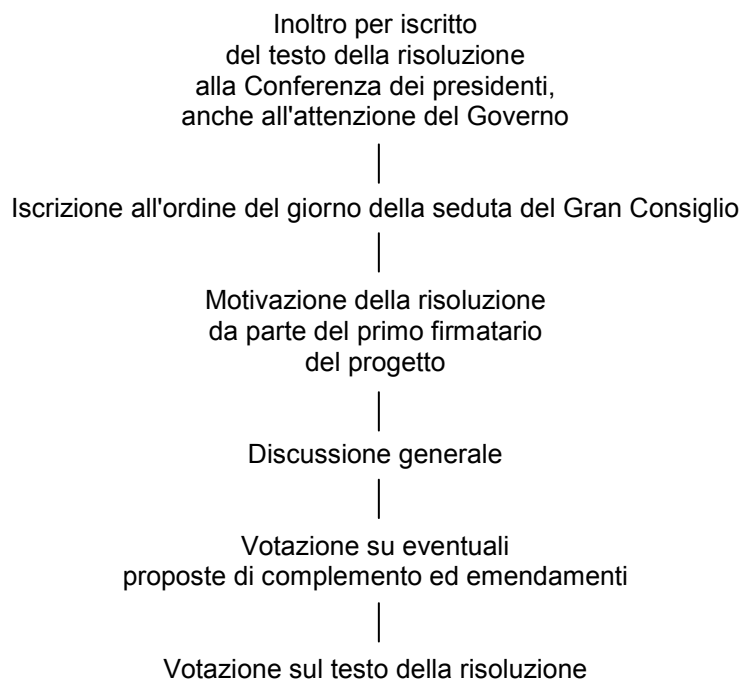 Inoltro per iscritto
del testo della risoluzione
alla Conferenza dei presidenti,
anche all'attenzione del Governo
Iscrizione all'ordine del giorno della seduta del Gran Consiglio
Motivazione della risoluzione
da parte del primo firmatario
del progetto
Discussione generale
Votazione su eventuali
proposte di complemento ed emendamenti
Votazione sul testo della risoluzione